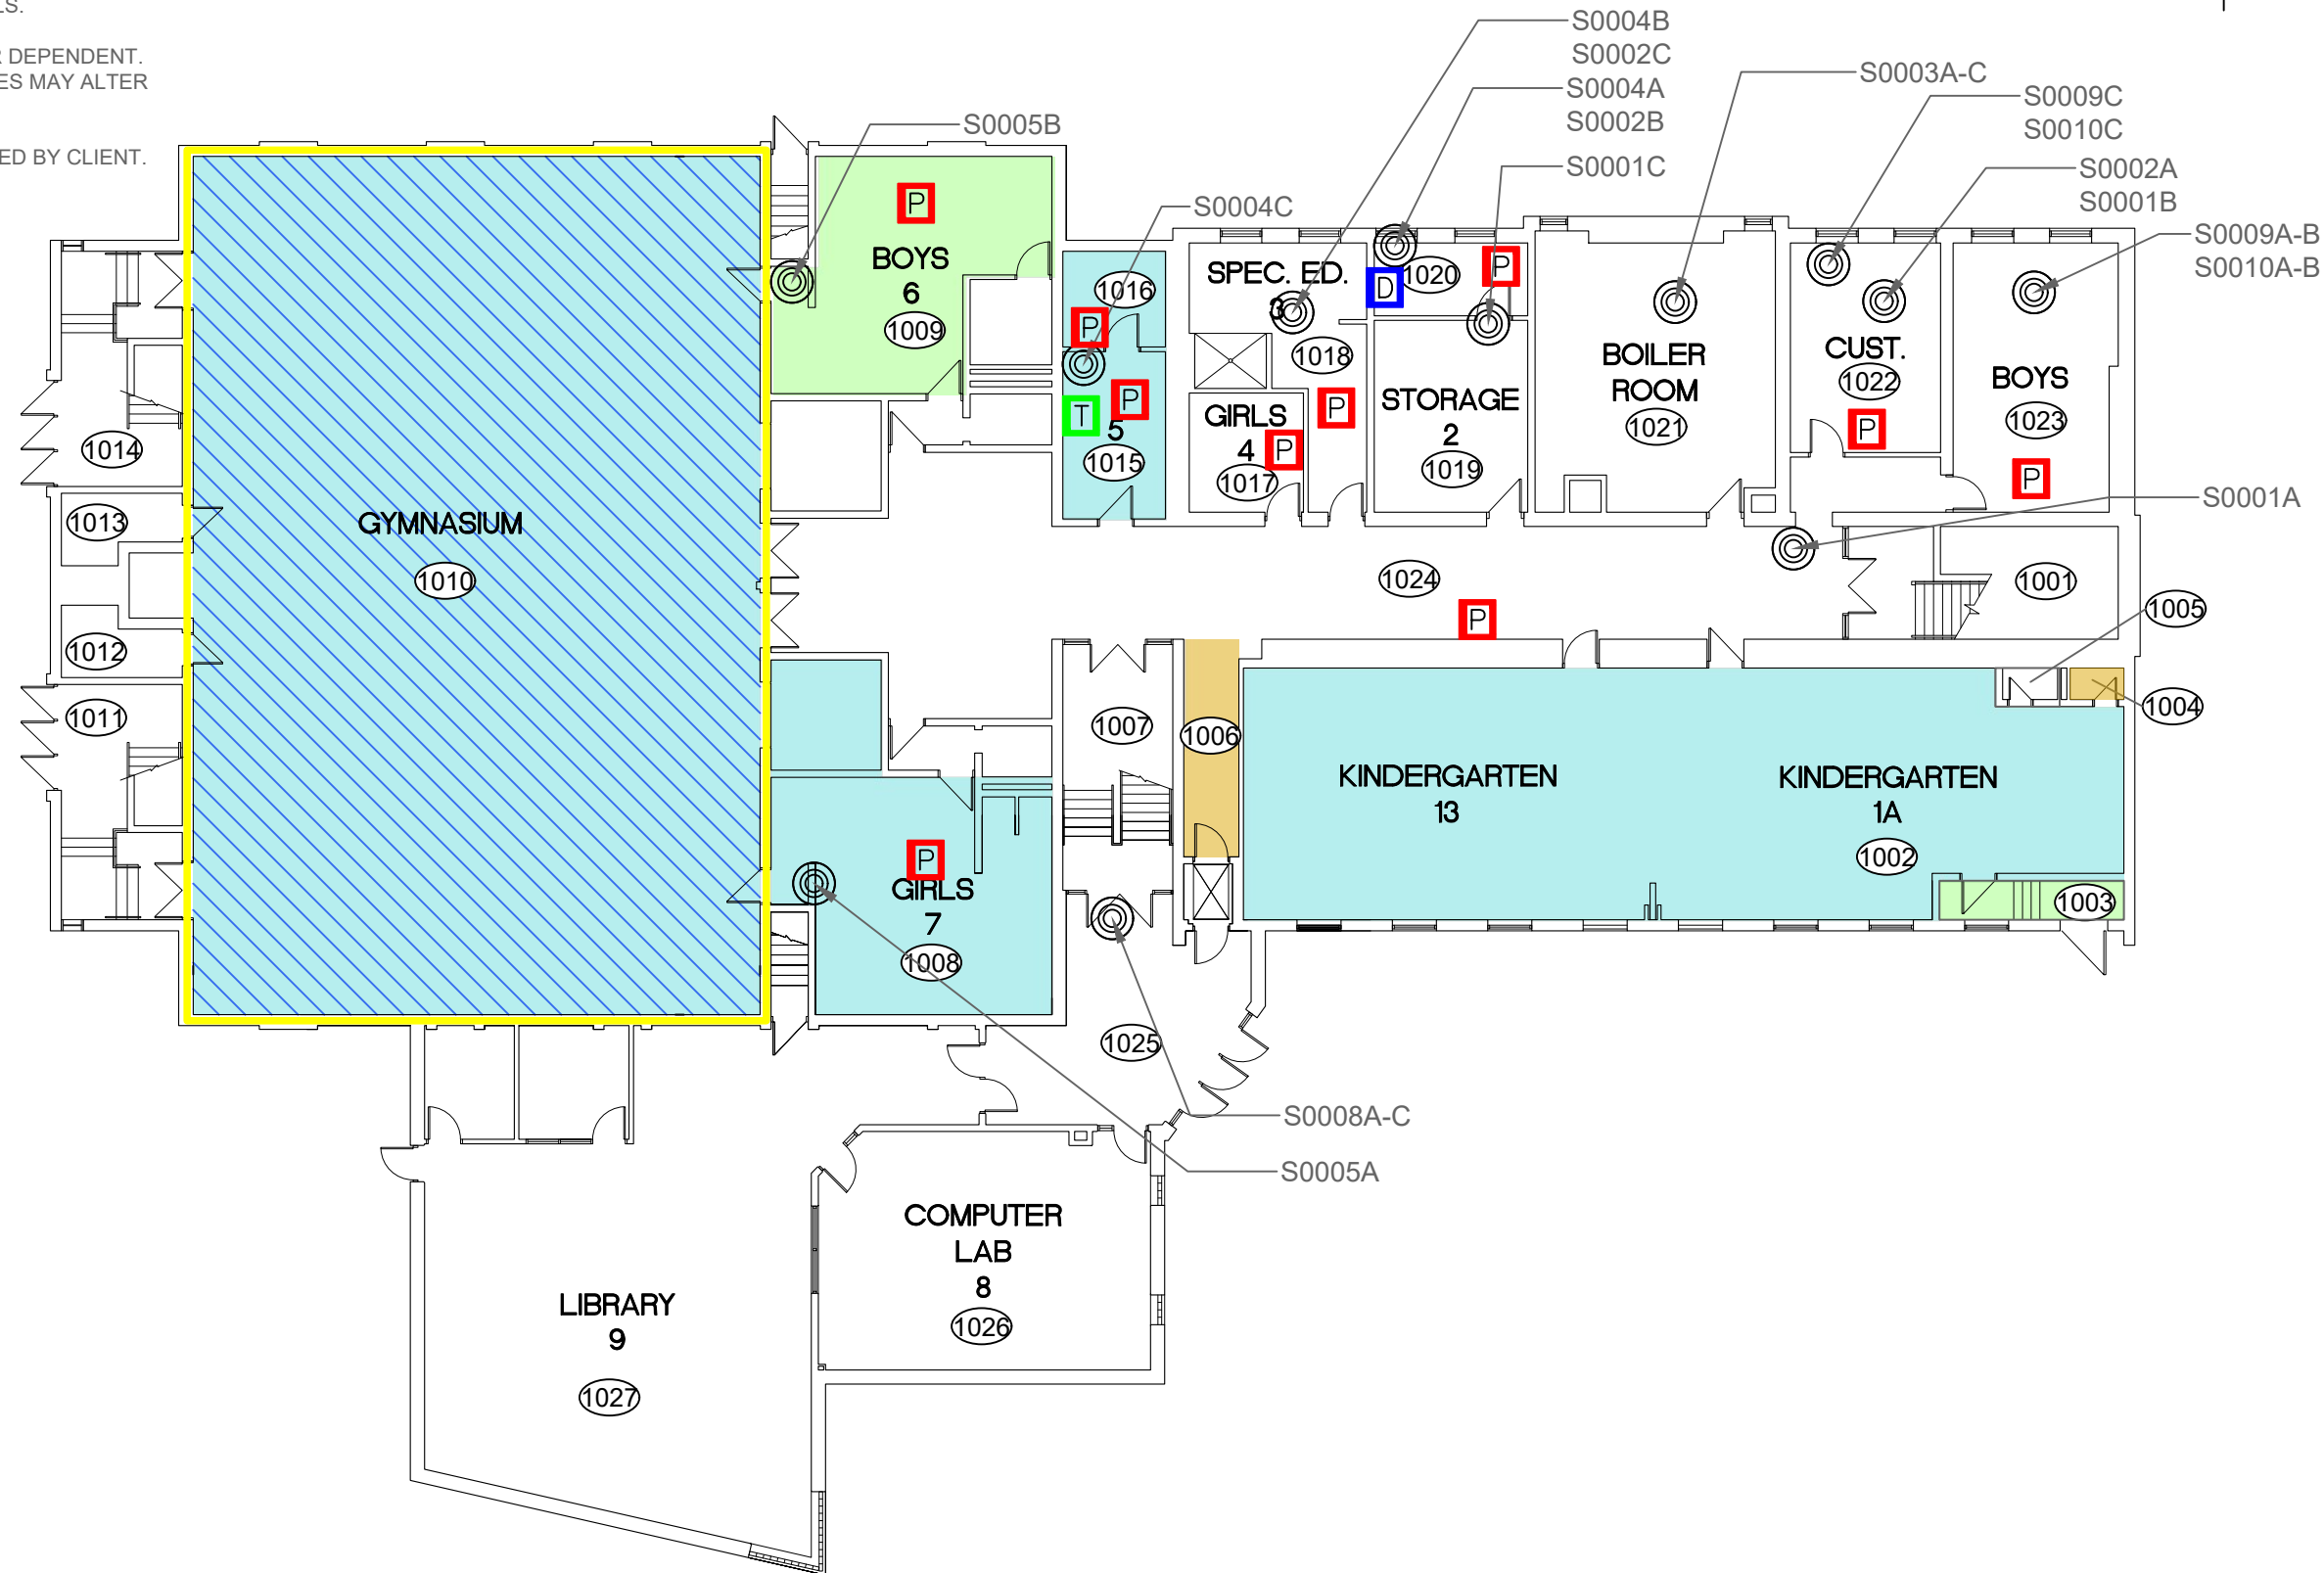 LS.
R DEPENDENT.
ES MAY ALTER
ED BY CLIENT.
S0004B
S0002C
S0004A
S0002B
S0001C
S0003A-C
S0009C
S0010C
S0002A
S0001B
S0009A-B
S0010A-B
S0005B
S0004C
P
BOYS
6
1009
1016
P
P
T
5
1015
SPEC. ED.
3
1018
P
D
1020
P
GIRLS
4
P
1017
STORAGE
2
1019
BOILER
ROOM
1021
CUST.
1022
P
BOYS
1023
P
S0001A
1014
1013
GYMNASIUM
1010
1012
1011
1024
P
1001
1005
1004
1007
1006
KINDERGARTEN
13
KINDERGARTEN
1A
1002
1003
P
GIRLS
7
1008
1025
S0008A-C
S0005A
COMPUTER
LAB
8
1026
LIBRARY
9
1027